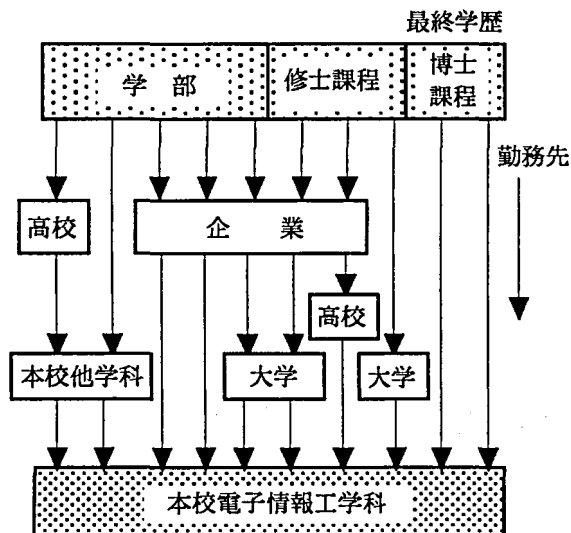 最終学歴
学 部
修士課程
博士
課程
勤務先
高校
企 業
高校
本校他学科
大学
大学
本校電子情報工学科